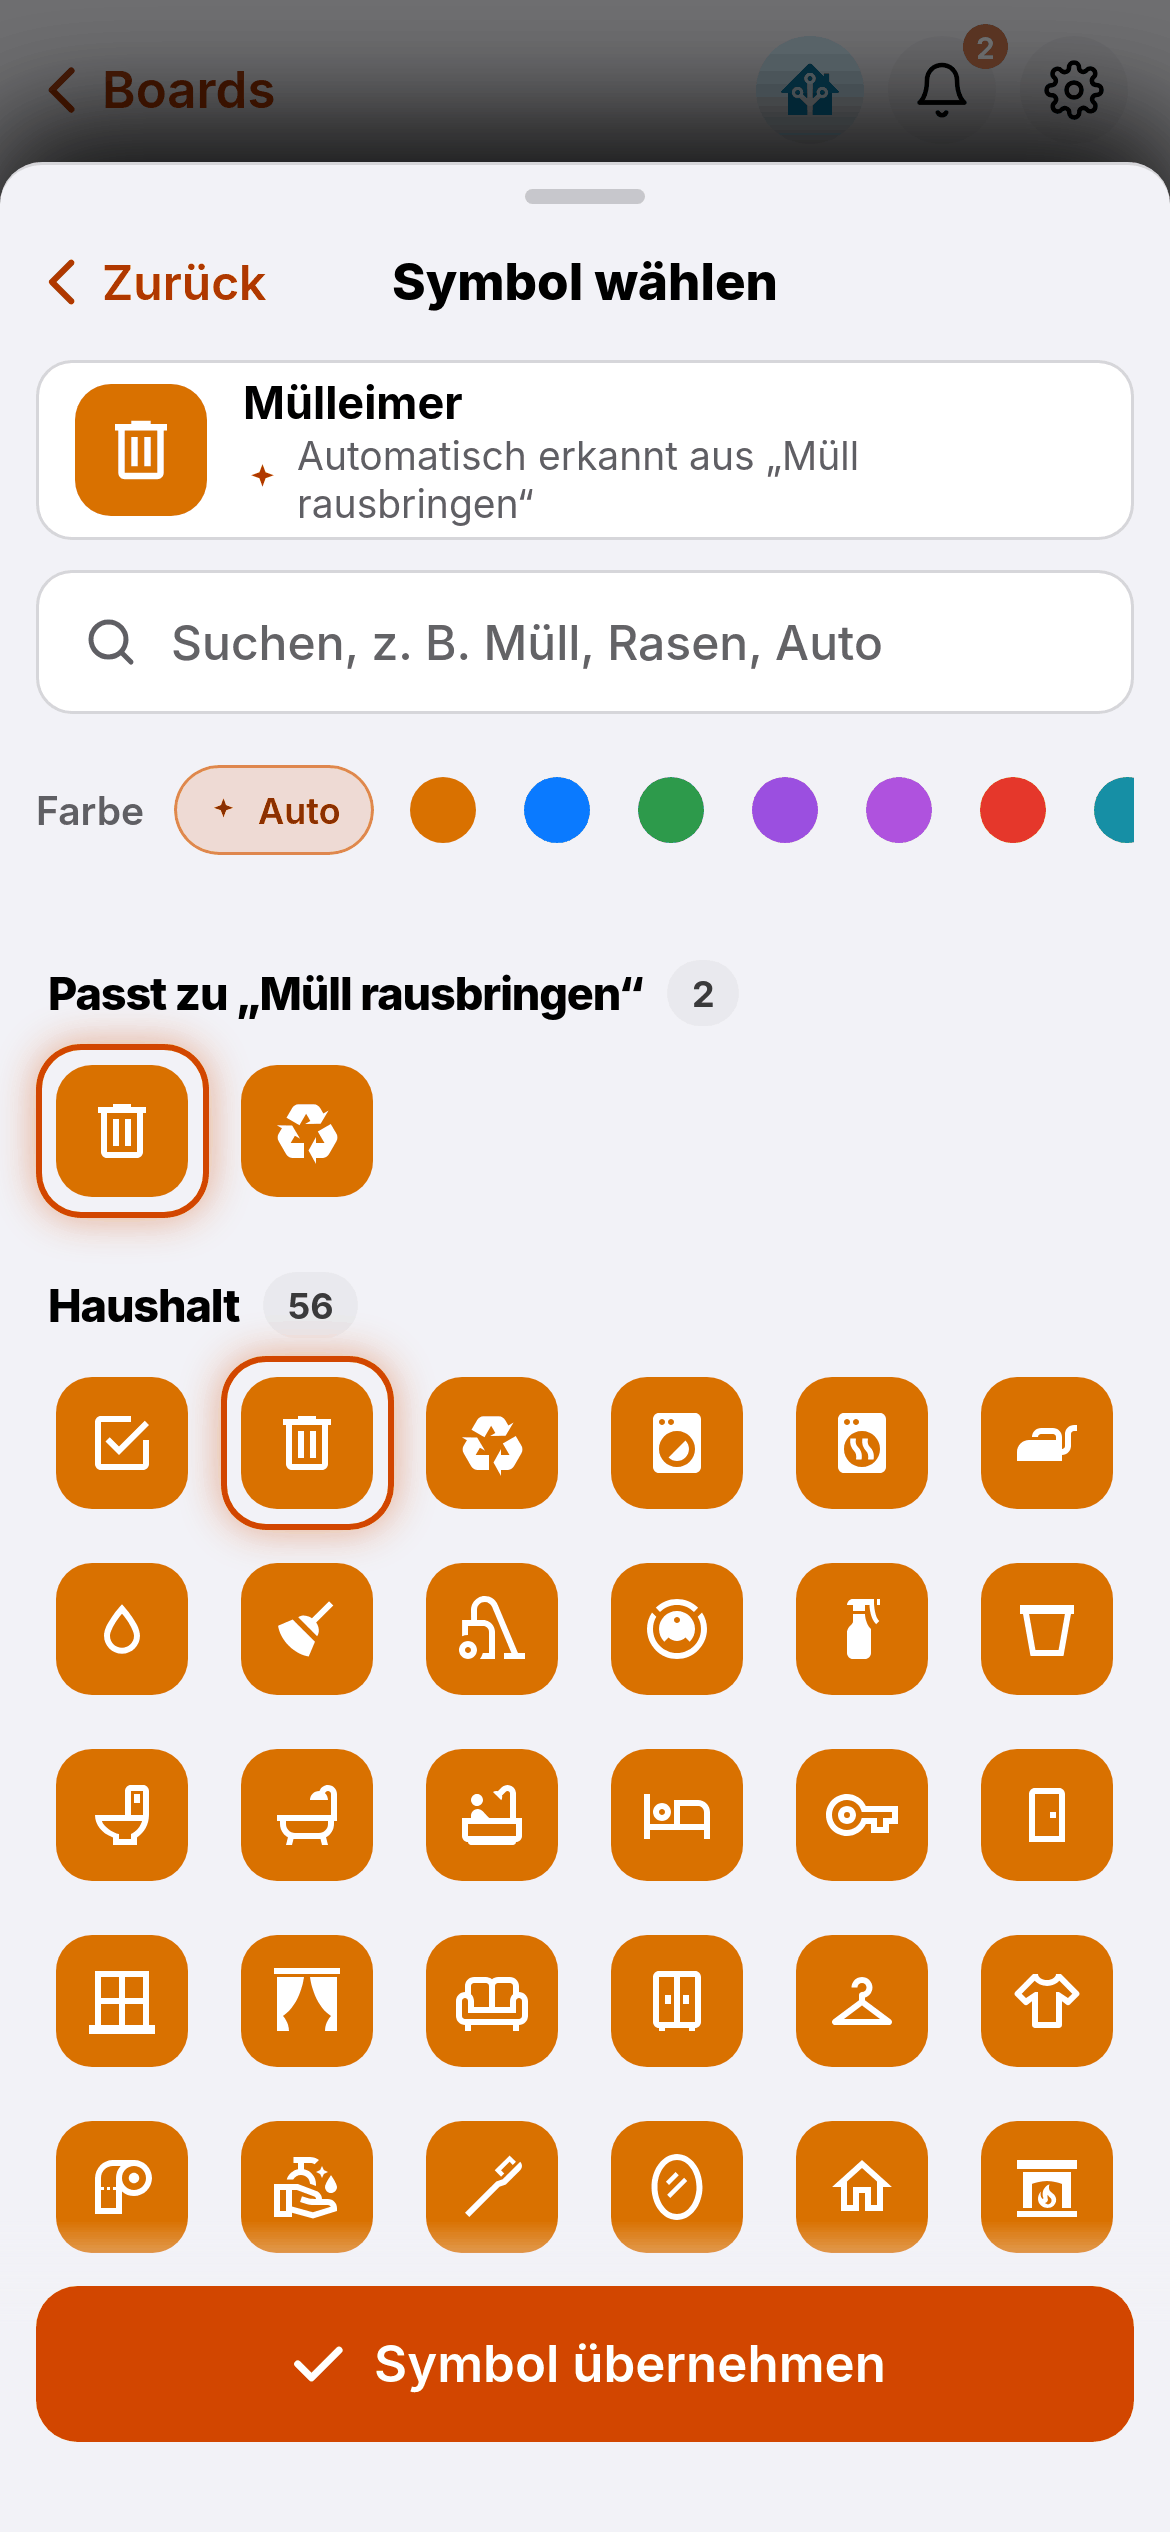 Boards
2
Zurück
Symbol wählen
Mülleimer
Automatisch erkannt aus „Müll
rausbringen“
Suchen, z. B. Müll, Rasen, Auto
Farbe
Auto
Passt zu „Müll rausbringen“
2
Haushalt
56
Symbol übernehmen